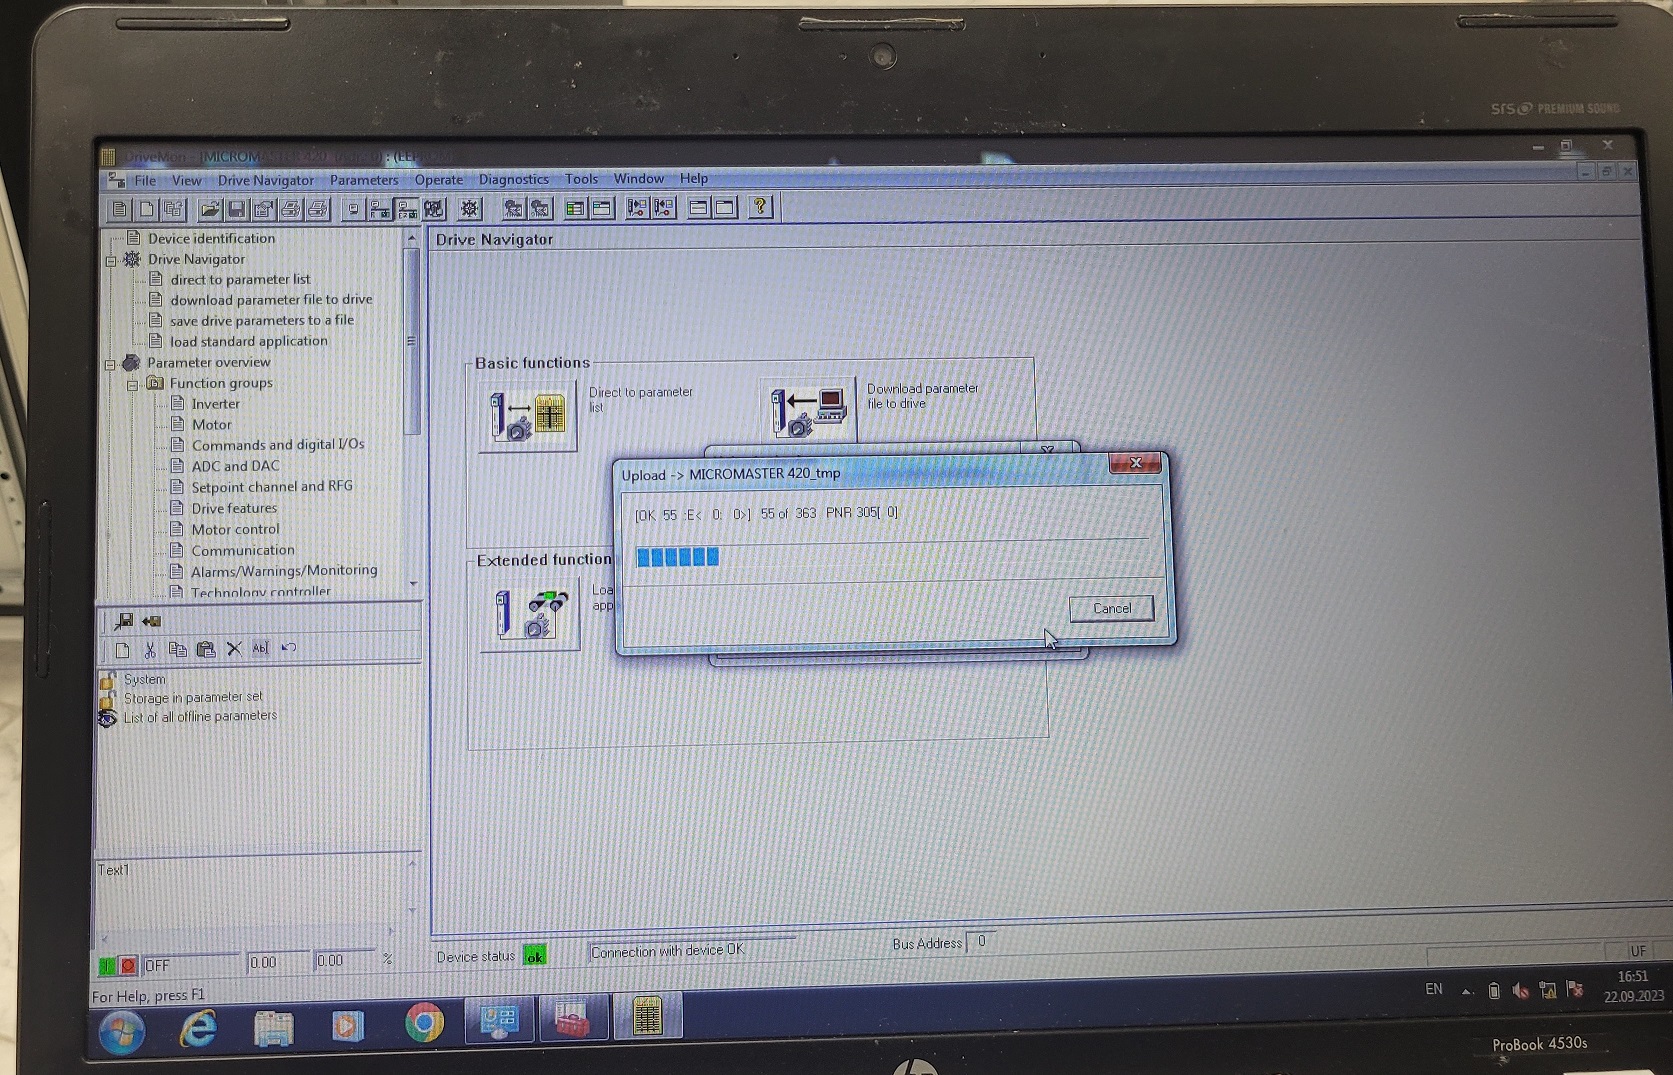 SRS PREMIUM SOUND
DriveMon - [MICROMASTER 420
File View Drive Navigator Parameters Operate Diagnostics Tools Window Help
Device identification
Drive Navigator
direct to parameter list
download parameter file to drive
save drive parameters to a file
load standard application
Parameter overview
Function groups
Inverter
Motor
Commands and digital I/Os
ADC and DAC
Setpoint channel and RFG
Drive features
Motor control
Communication
Alarms/Warnings/Monitoring
Technology controller
Abl
System
Storage in parameter set
List of all offline parameters
Text1
Drive Navigator
Basic functions
Direct to parameter
list
Download parameter
file to drive
Extended function
Loa
app
Upload -> MICROMASTER 420_tmp
[OK 55 :E< 0: 0>] 55 of 363 PNR 305[ 0]
Cancel
OFF 0.00 0.00 % Device status ok Connection with device OK Bus Address 0
For Help, press F1
UF
EN
16:51
22.09.2023
ProBook 4530s
hp